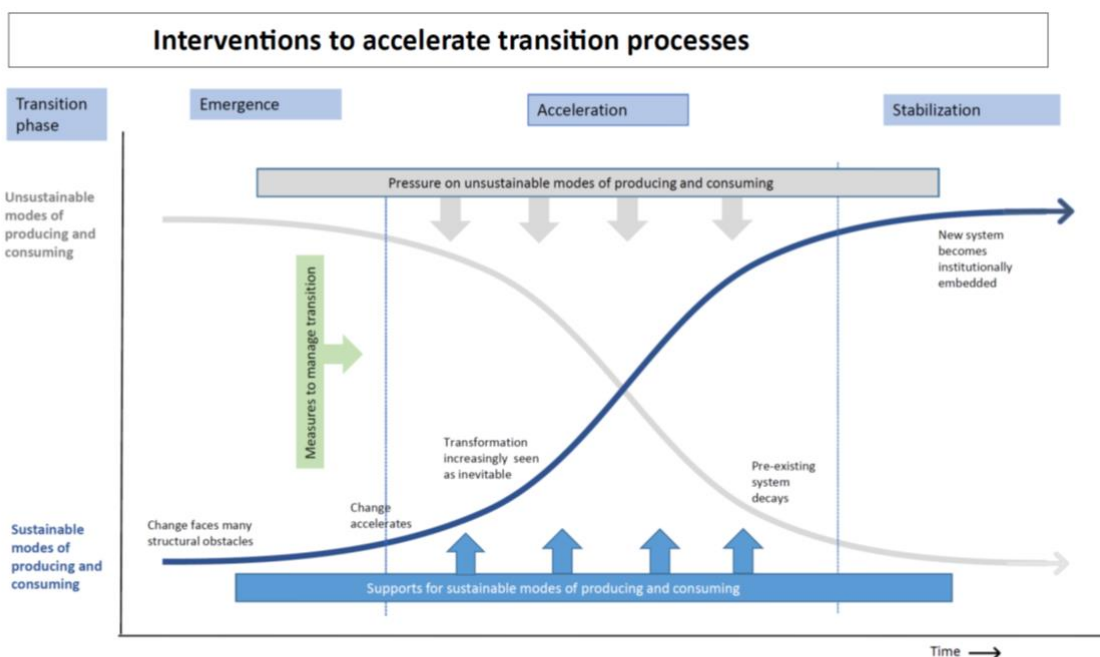 Interventions to accelerate transition processes
Transition
phase
Emergence
Acceleration
Stabilization
Unsustainable
modes of
producing and
consuming
Pressure on unsustainable modes of producing and consuming
New system
becomes
institutionally
embedded
Measures to manage transition
Transformation
increasingly seen
as inevitable
Pre-existing
system
decays
Change
accelerates
Change faces many
structural obstacles
Sustainable
modes of
producing and
consuming
Supports for sustainable modes of producing and consuming
Time